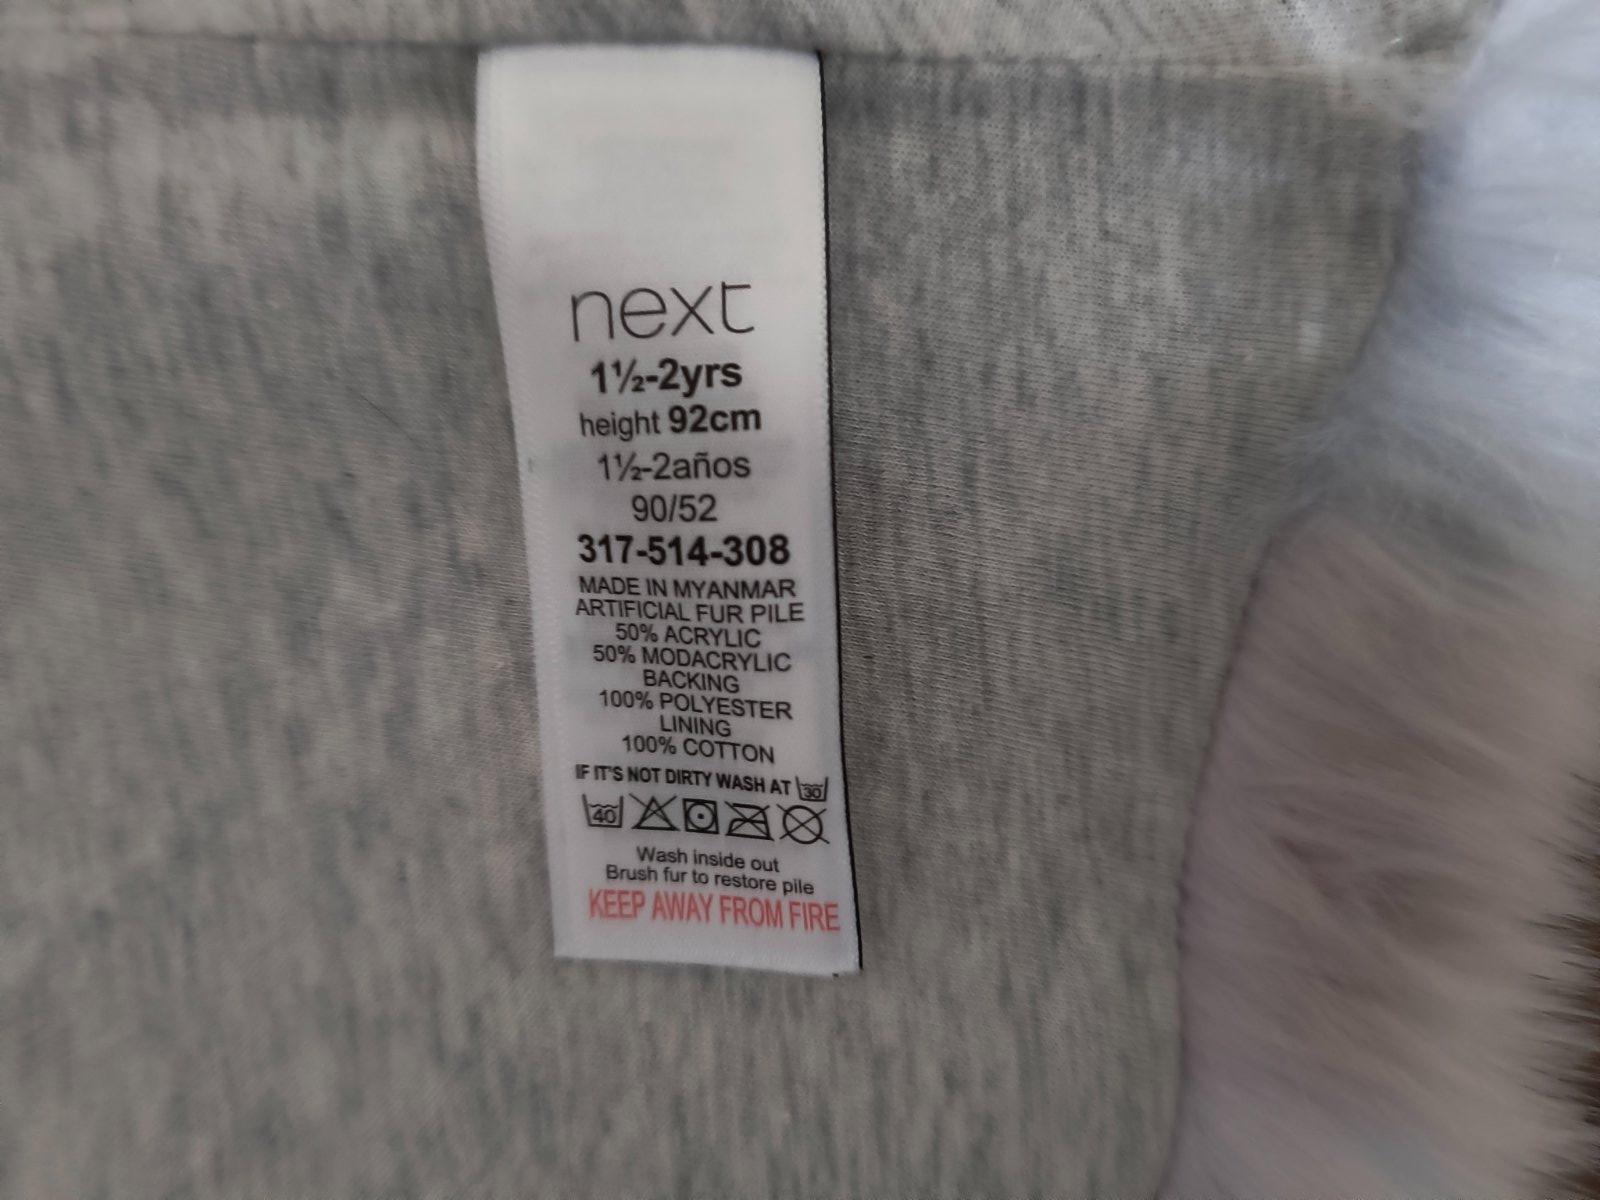 next
1½-2yrs
height 92cm
1½-2años
90/52
317-514-308
MADE IN MYANMAR
ARTIFICIAL FUR PILE
50% ACRYLIC
50% MODACRYLIC
BACKING
100% POLYESTER
LINING
100% COTTON
IF IT'S NOT DIRTY WASH AT 30
40
Wash inside out
Brush fur to restore pile
KEEP AWAY FROM FIRE